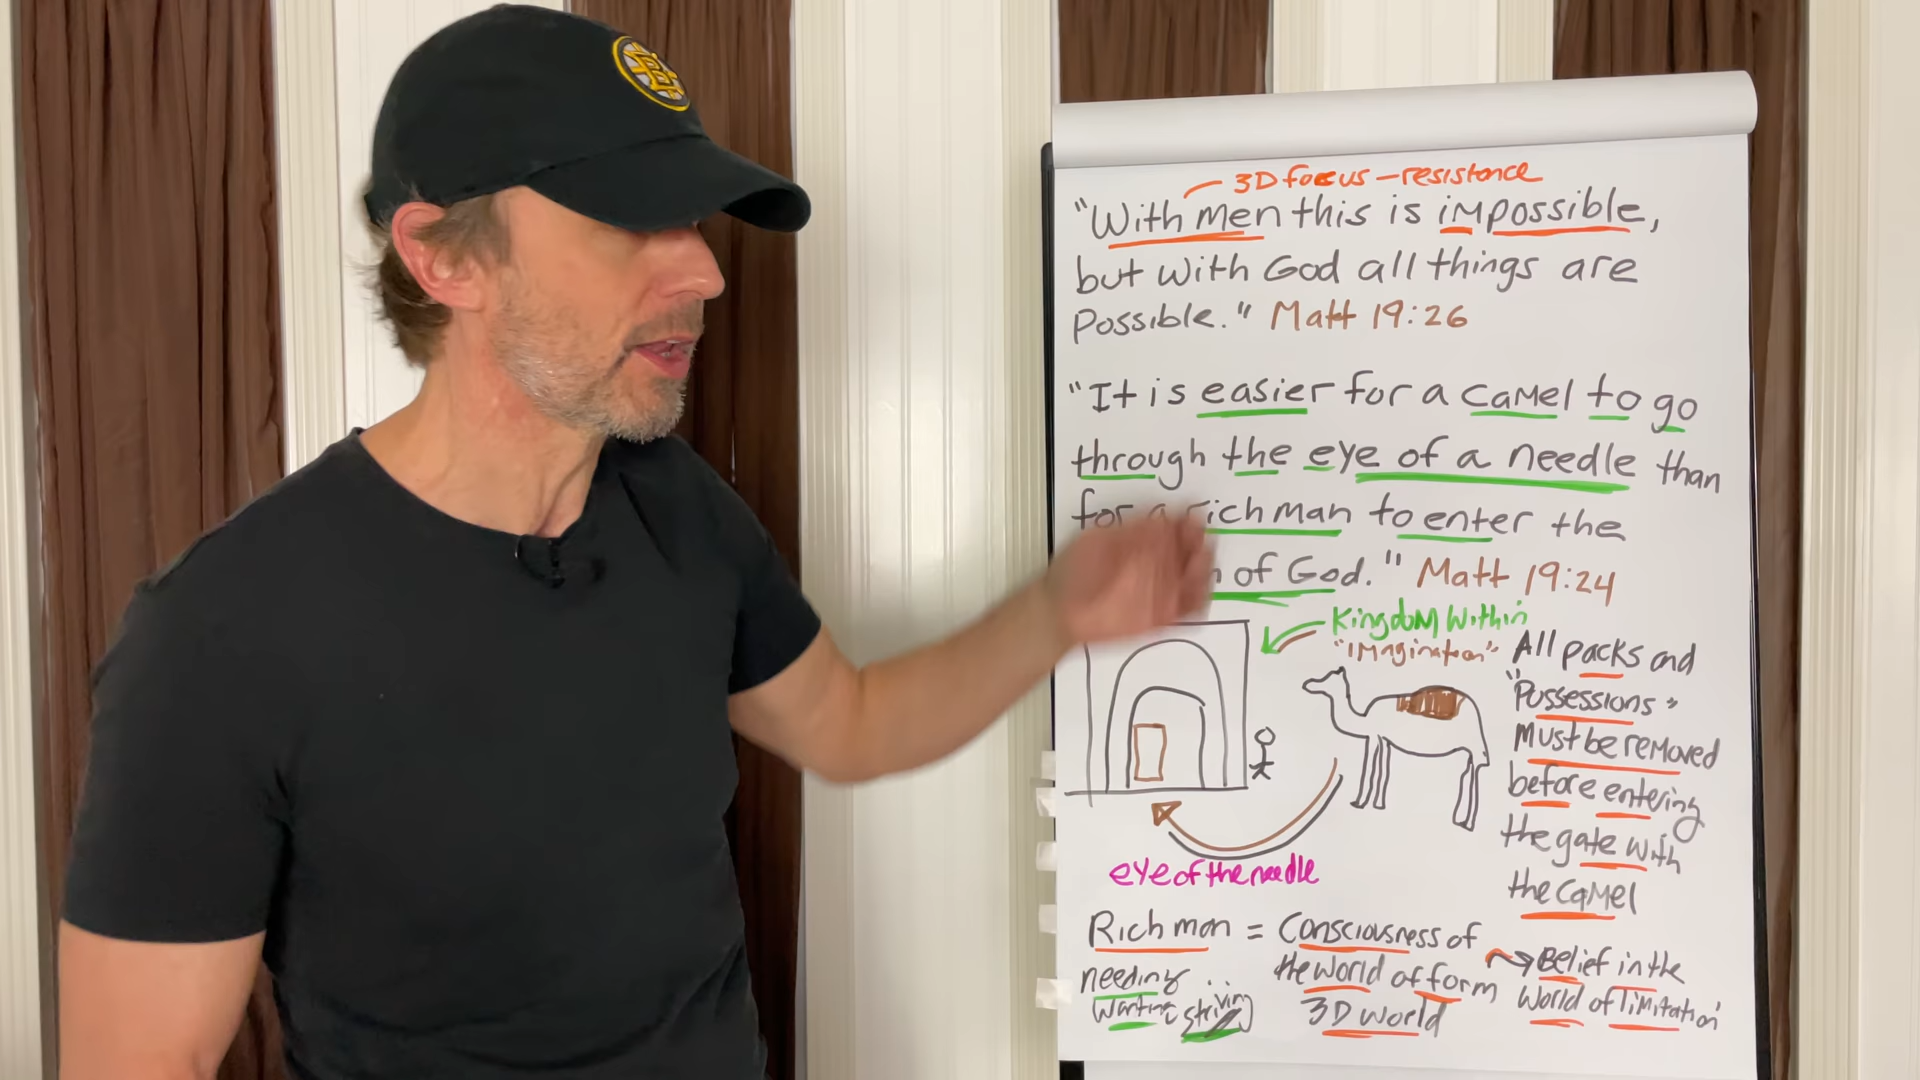 B
3D focus – resistance
"With men this is impossible,
but with God all things are
possible." Matt 19:26
"It is easier for a camel to go
through the eye of a needle than
for a rich man to enter the
of God." Matt 19:24
Kingdom Within
"Imagination"
All packs and
"Pussessions"
Must be removed
before entering
the gate with
the camel
eye of the needle
Rich man = Consciousness of
the world of form
3D world
needing
wanting striving
Belief in the
world of limitation